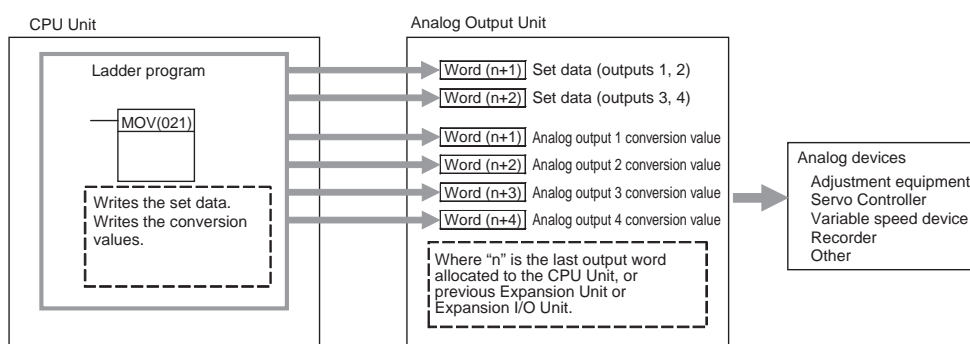 CPU Unit
Analog Output Unit
Ladder program
MOV(021)
Writes the set data.
Writes the conversion
values.
Word (n+1) Set data (outputs 1, 2)
Word (n+2) Set data (outputs 3, 4)
Word (n+1) Analog output 1 conversion value
Word (n+2) Analog output 2 conversion value
Word (n+3) Analog output 3 conversion value
Word (n+4) Analog output 4 conversion value
Where “n” is the last output word
allocated to the CPU Unit, or
previous Expansion Unit or
Expansion I/O Unit.
Analog devices
Adjustment equipment
Servo Controller
Variable speed device
Recorder
Other